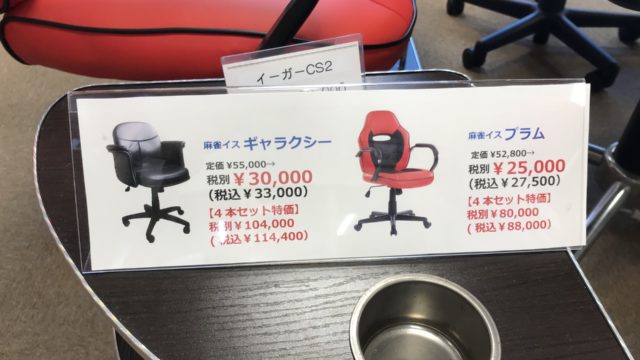 イーガーCS2
麻雀イス ギャラクシー
定価 ¥55,000→
税別 ¥30,000
(税込¥33,000)
【4本セット特価】
税別¥104,000
(税込¥114,400)
麻雀イス プラム
定価 ¥52,800→
税別 ¥25,000
(税込¥27,500)
【4本セット特価】
税別¥80,000
(税込¥88,000)